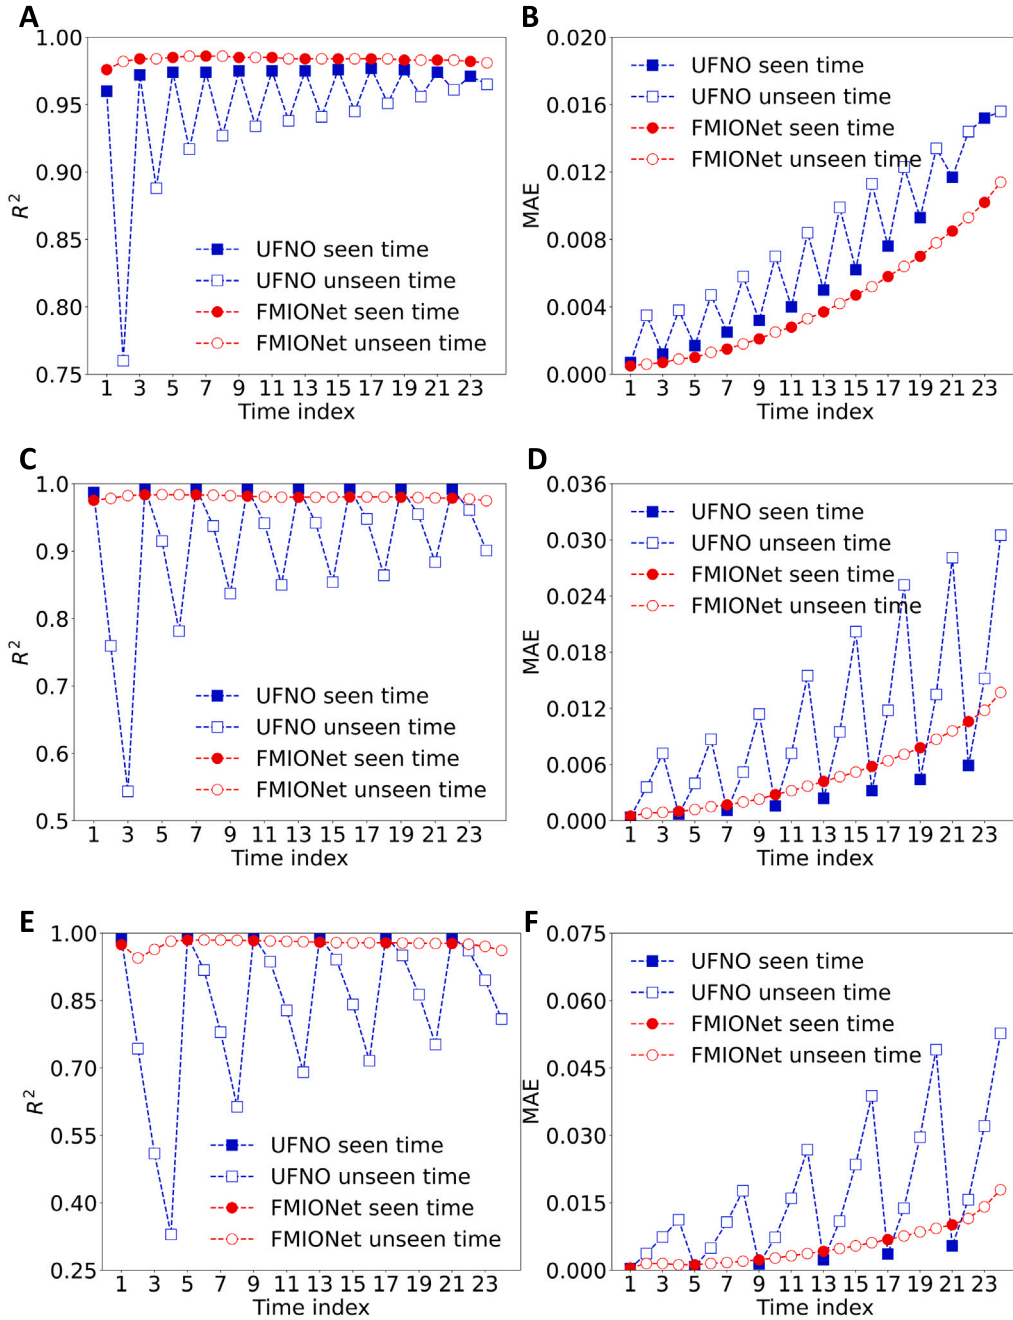 A
1.00
0.95
0.90
0.85
0.80
0.75
R²
UFNO seen time
UFNO unseen time
FMIONet seen time
FMIONet unseen time
1 3 5 7 9 11 13 15 17 19 21 23
Time index
B
0.020
0.016
0.012
0.008
0.004
0.000
MAE
UFNO seen time
UFNO unseen time
FMIONet seen time
FMIONet unseen time
1 3 5 7 9 11 13 15 17 19 21 23
Time index
C
1.0
0.9
0.8
0.7
0.6
0.5
R²
UFNO seen time
UFNO unseen time
FMIONet seen time
FMIONet unseen time
1 3 5 7 9 11 13 15 17 19 21 23
Time index
D
0.036
0.030
0.024
0.018
0.012
0.006
0.000
MAE
UFNO seen time
UFNO unseen time
FMIONet seen time
FMIONet unseen time
1 3 5 7 9 11 13 15 17 19 21 23
Time index
E
1.00
0.85
0.70
0.55
0.40
0.25
R²
UFNO seen time
UFNO unseen time
FMIONet seen time
FMIONet unseen time
1 3 5 7 9 11 13 15 17 19 21 23
Time index
F
0.075
0.060
0.045
0.030
0.015
0.000
MAE
UFNO seen time
UFNO unseen time
FMIONet seen time
FMIONet unseen time
1 3 5 7 9 11 13 15 17 19 21 23
Time index